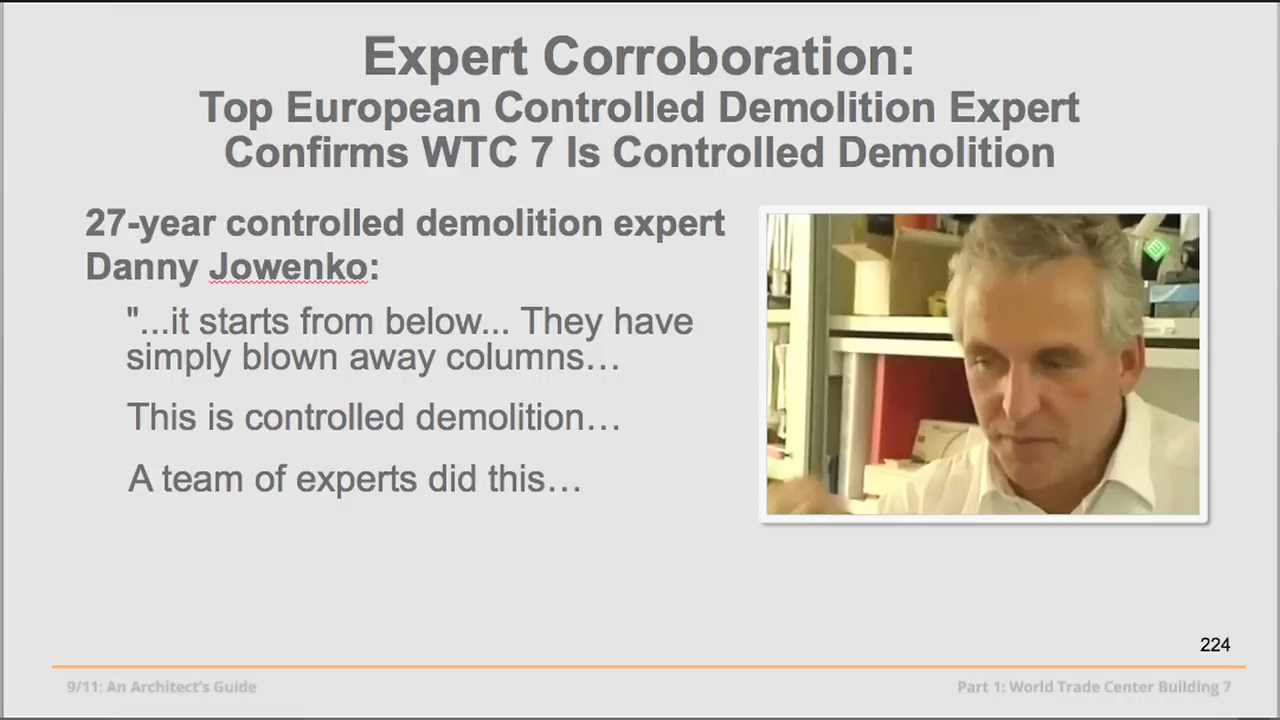 Expert Corroboration:
Top European Controlled Demolition Expert
Confirms WTC 7 Is Controlled Demolition
27-year controlled demolition expert
Danny Jowenko:
"...it starts from below... They have
simply blown away columns…
This is controlled demolition…
A team of experts did this…
224
9/11: An Architect's Guide
Part 1: World Trade Center Building 7